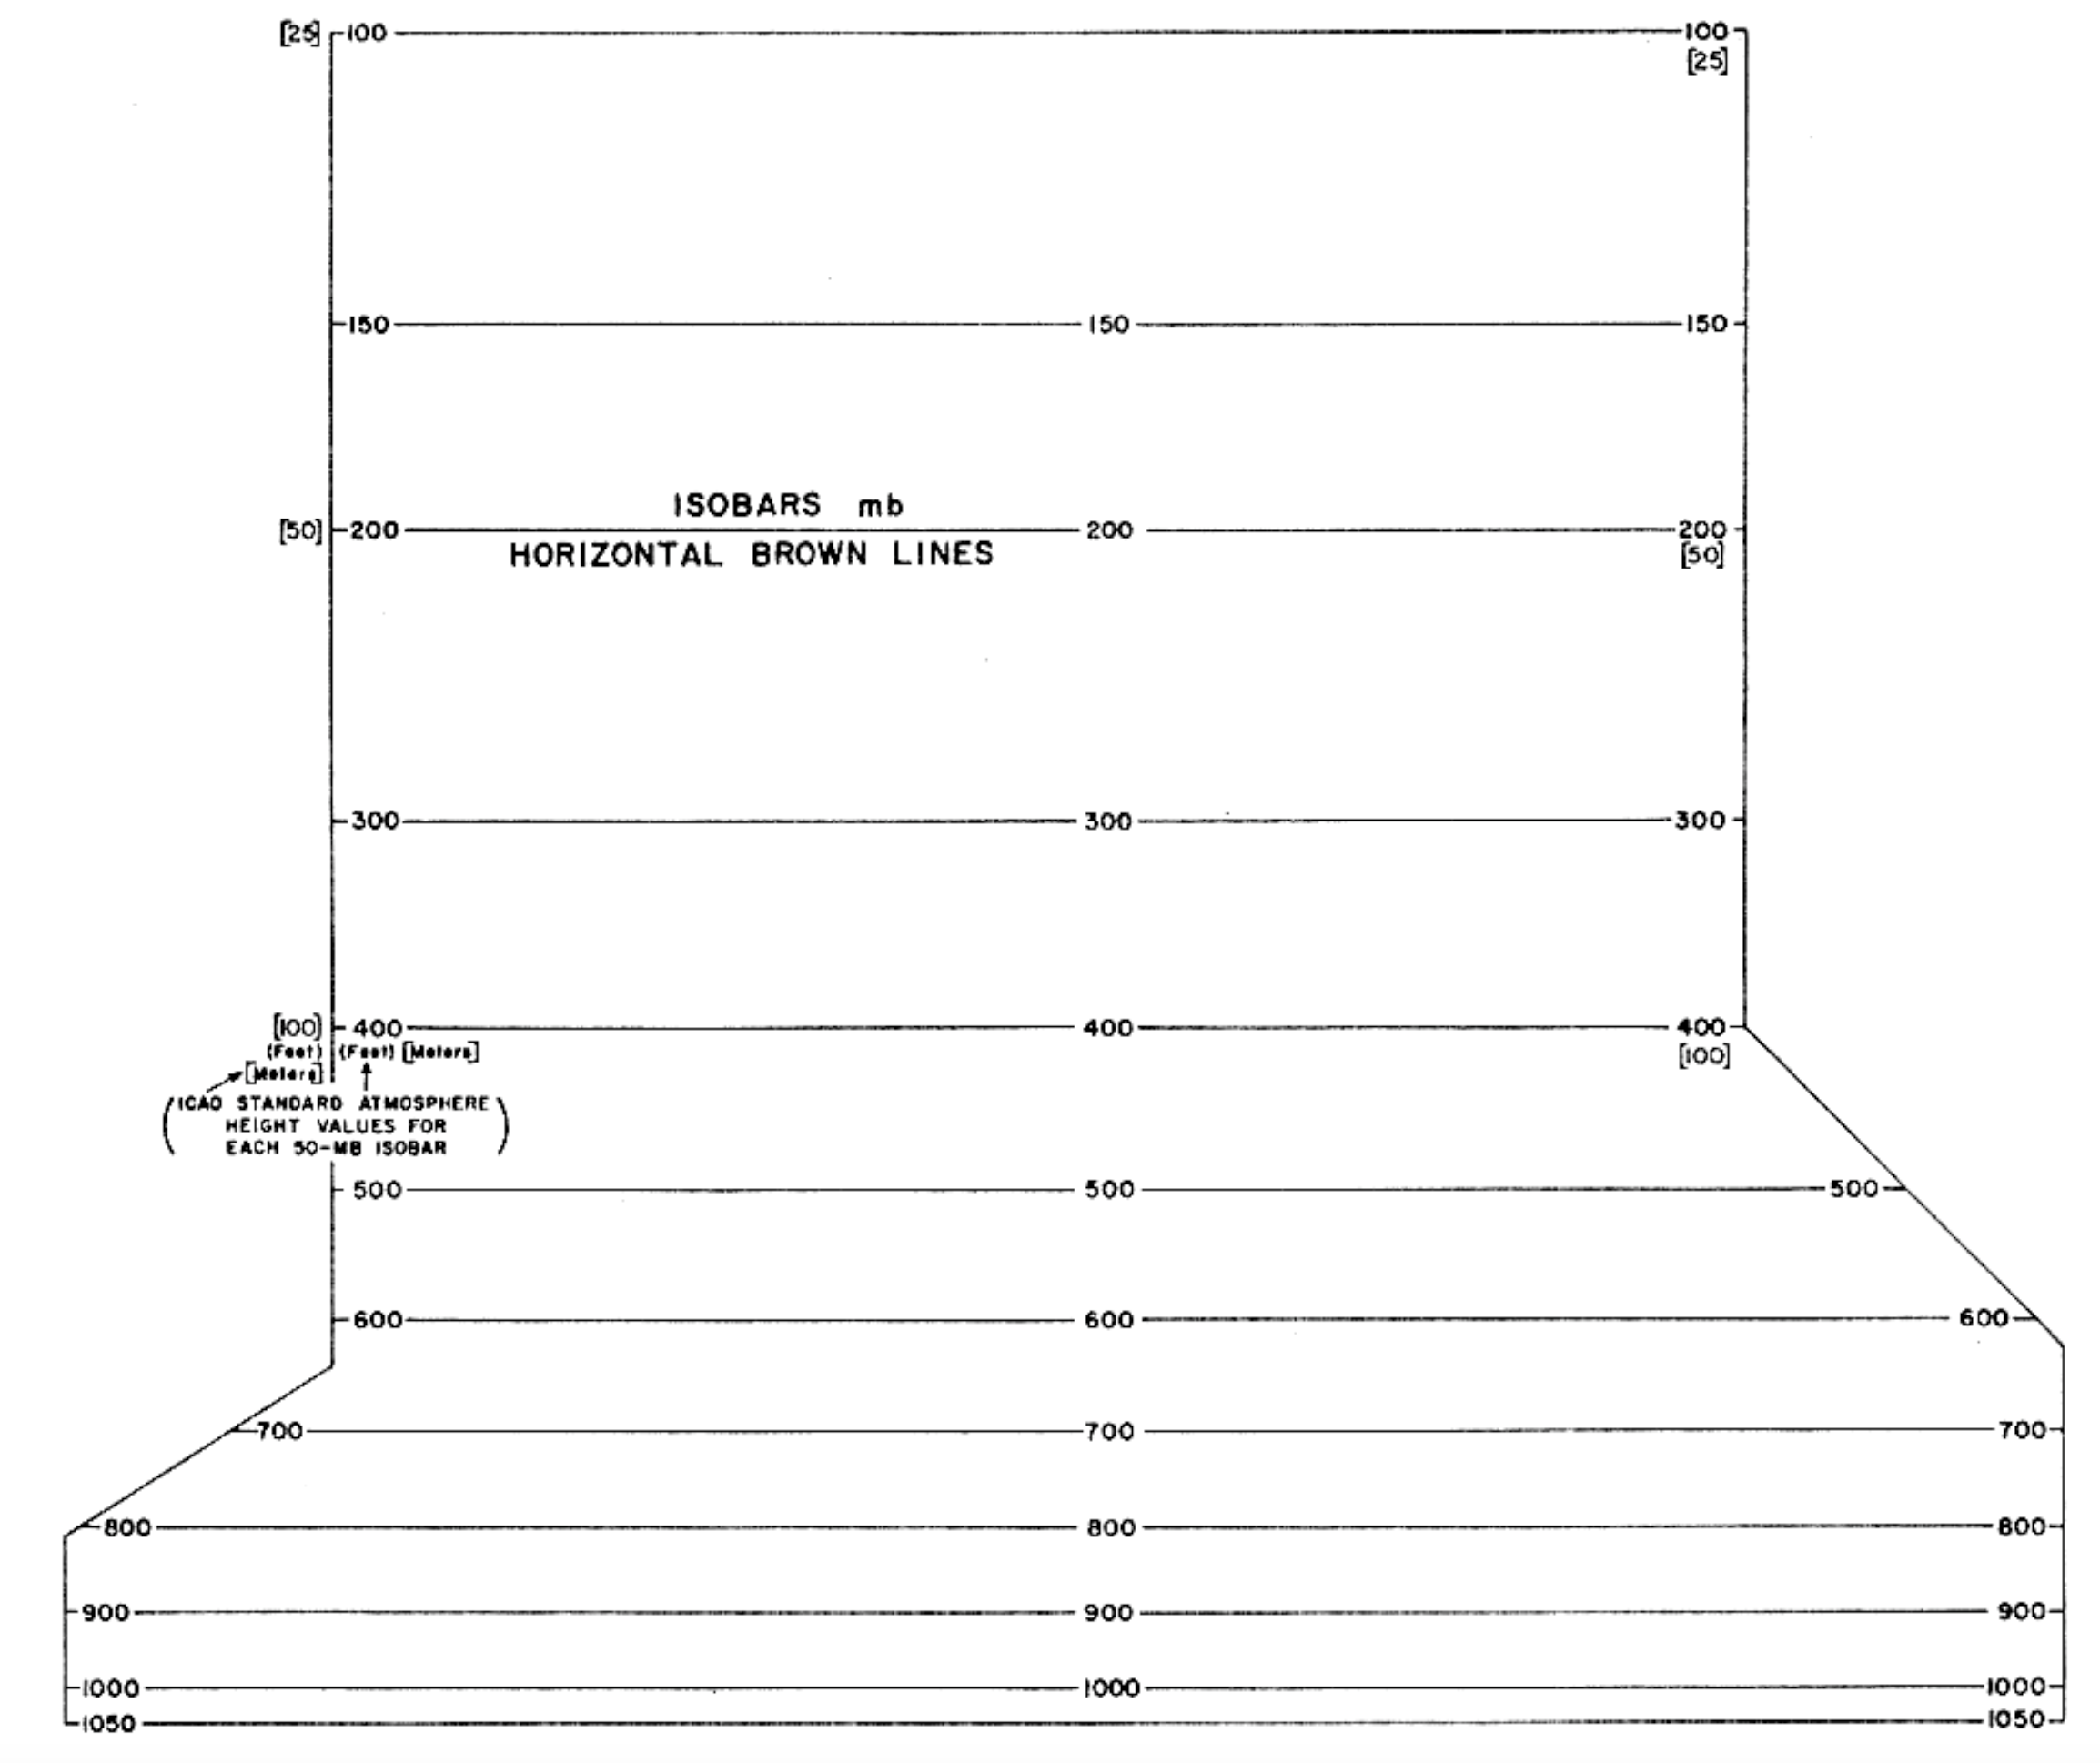 [25] 100 100
[25]
150 150 150
ISOBARS mb
[50] 200 200 200
HORIZONTAL BROWN LINES [50]
300 300 300
[100] 400 400 400
(Feet) (Feet) [Meters] [100]
[Meters]
(ICAO STANDARD ATMOSPHERE
HEIGHT VALUES FOR
EACH 50-MB ISOBAR)
500 500 500
600 600 600
700 700 700
800 800 800
900 900 900
1000 1000 1000
1050 1050